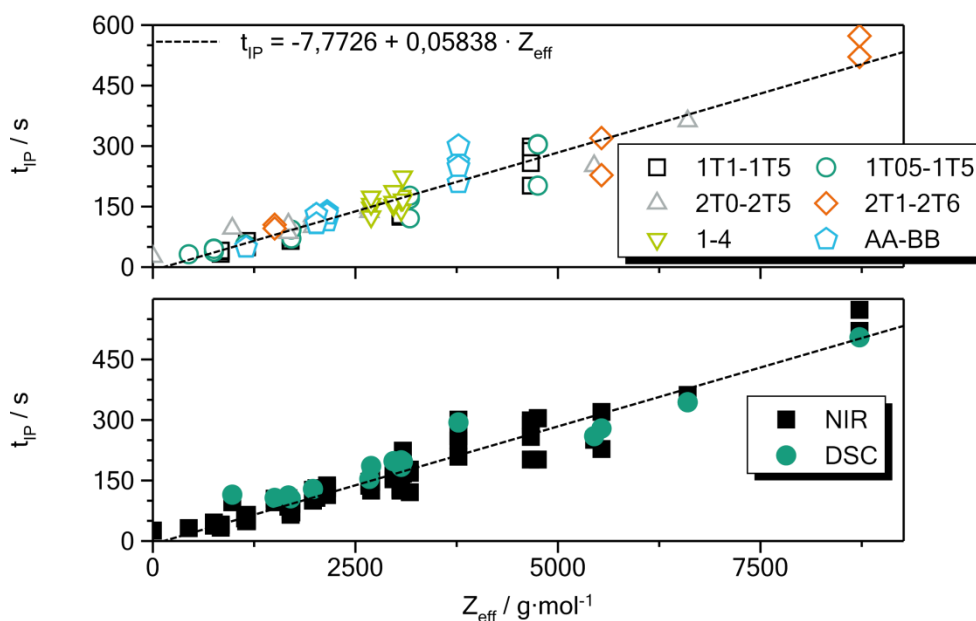 600
450
300
150
0
t_IP / s
t_IP = -7,7726 + 0,05838 · Z_eff
1T1-1T5
1T05-1T5
2T0-2T5
2T1-2T6
1-4
AA-BB
450
300
150
0
t_IP / s
NIR
DSC
0
2500
5000
7500
Z_eff / g·mol⁻¹